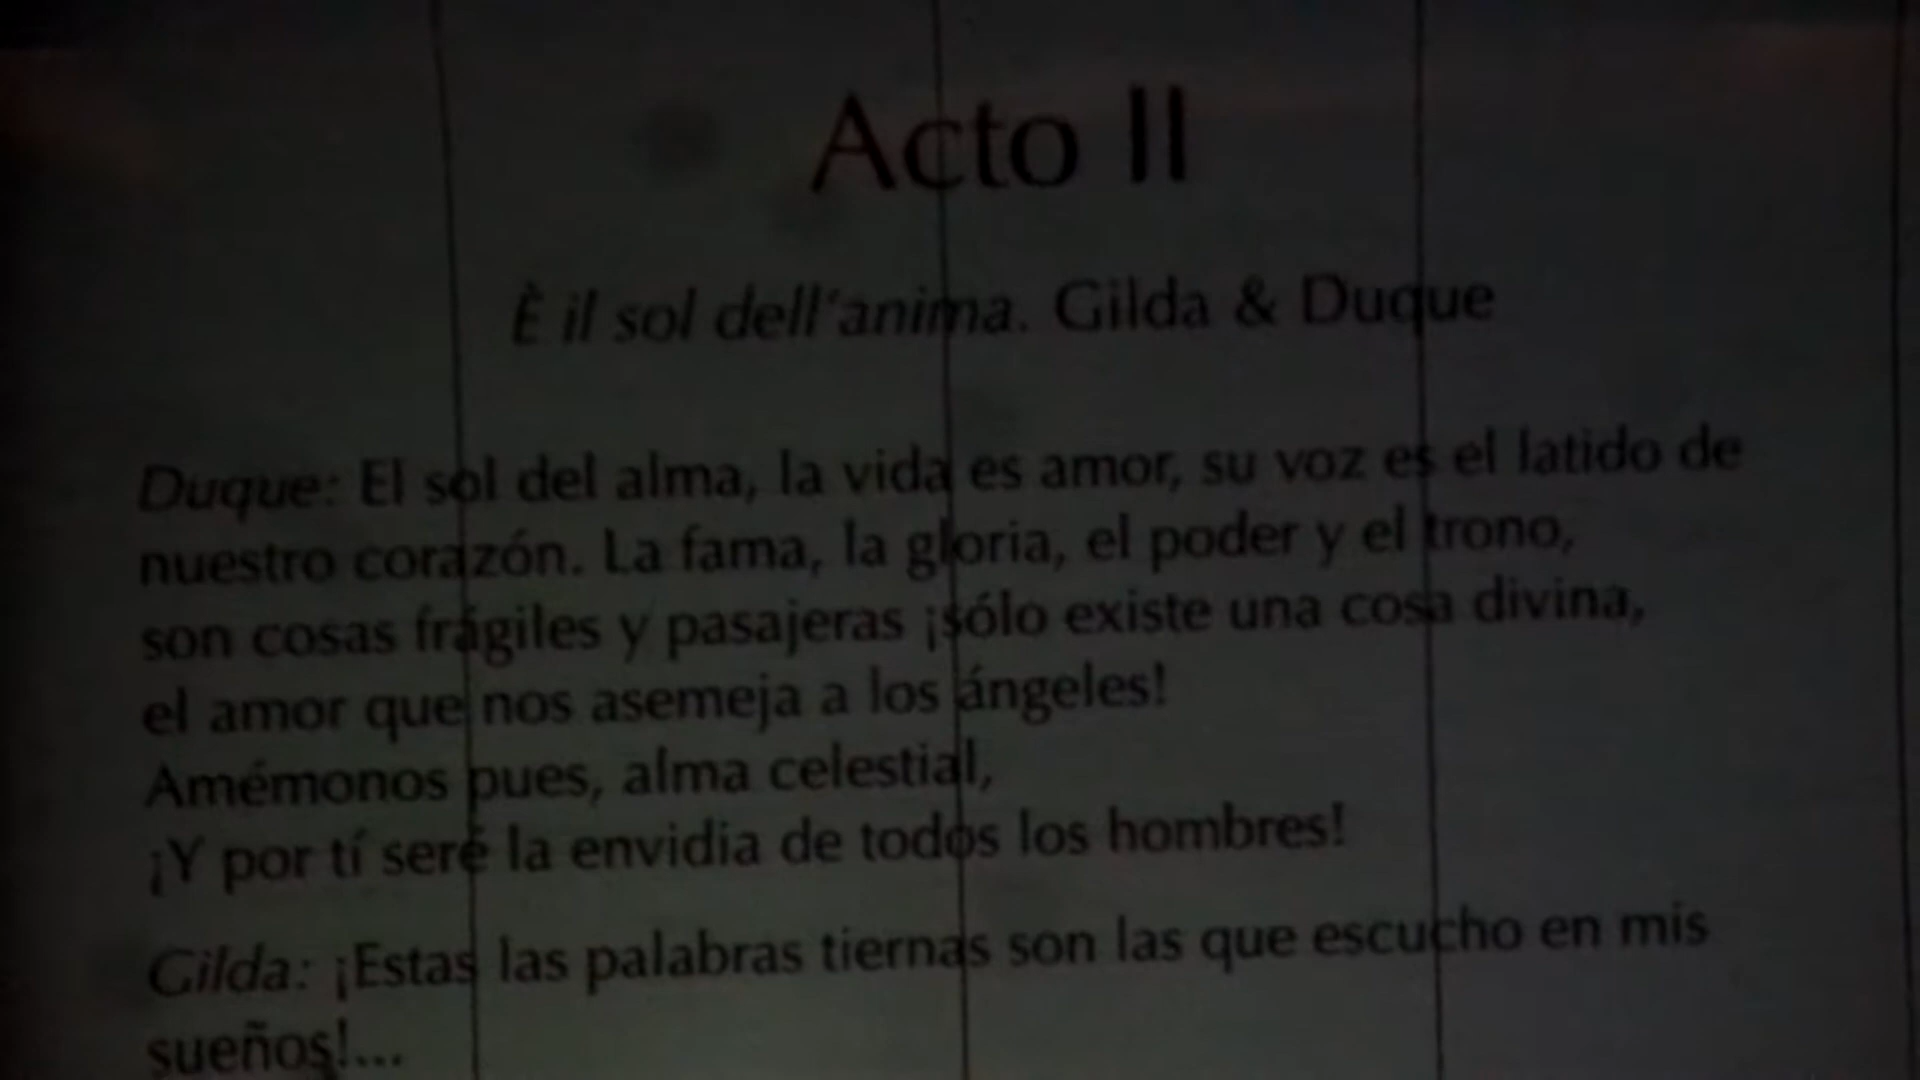 Acto II
È il sol dell'anima. Gilda & Duque
Duque: El sol del alma, la vida es amor, su voz es el latido de
nuestro corazón. La fama, la gloria, el poder y el trono,
son cosas frágiles y pasajeras ¡sólo existe una cosa divina,
el amor que nos asemeja a los ángeles!
Amémonos pues, alma celestial,
¡Y por tí seré la envidia de todos los hombres!
Gilda: ¡Estas las palabras tiernas son las que escucho en mis
sueños!...